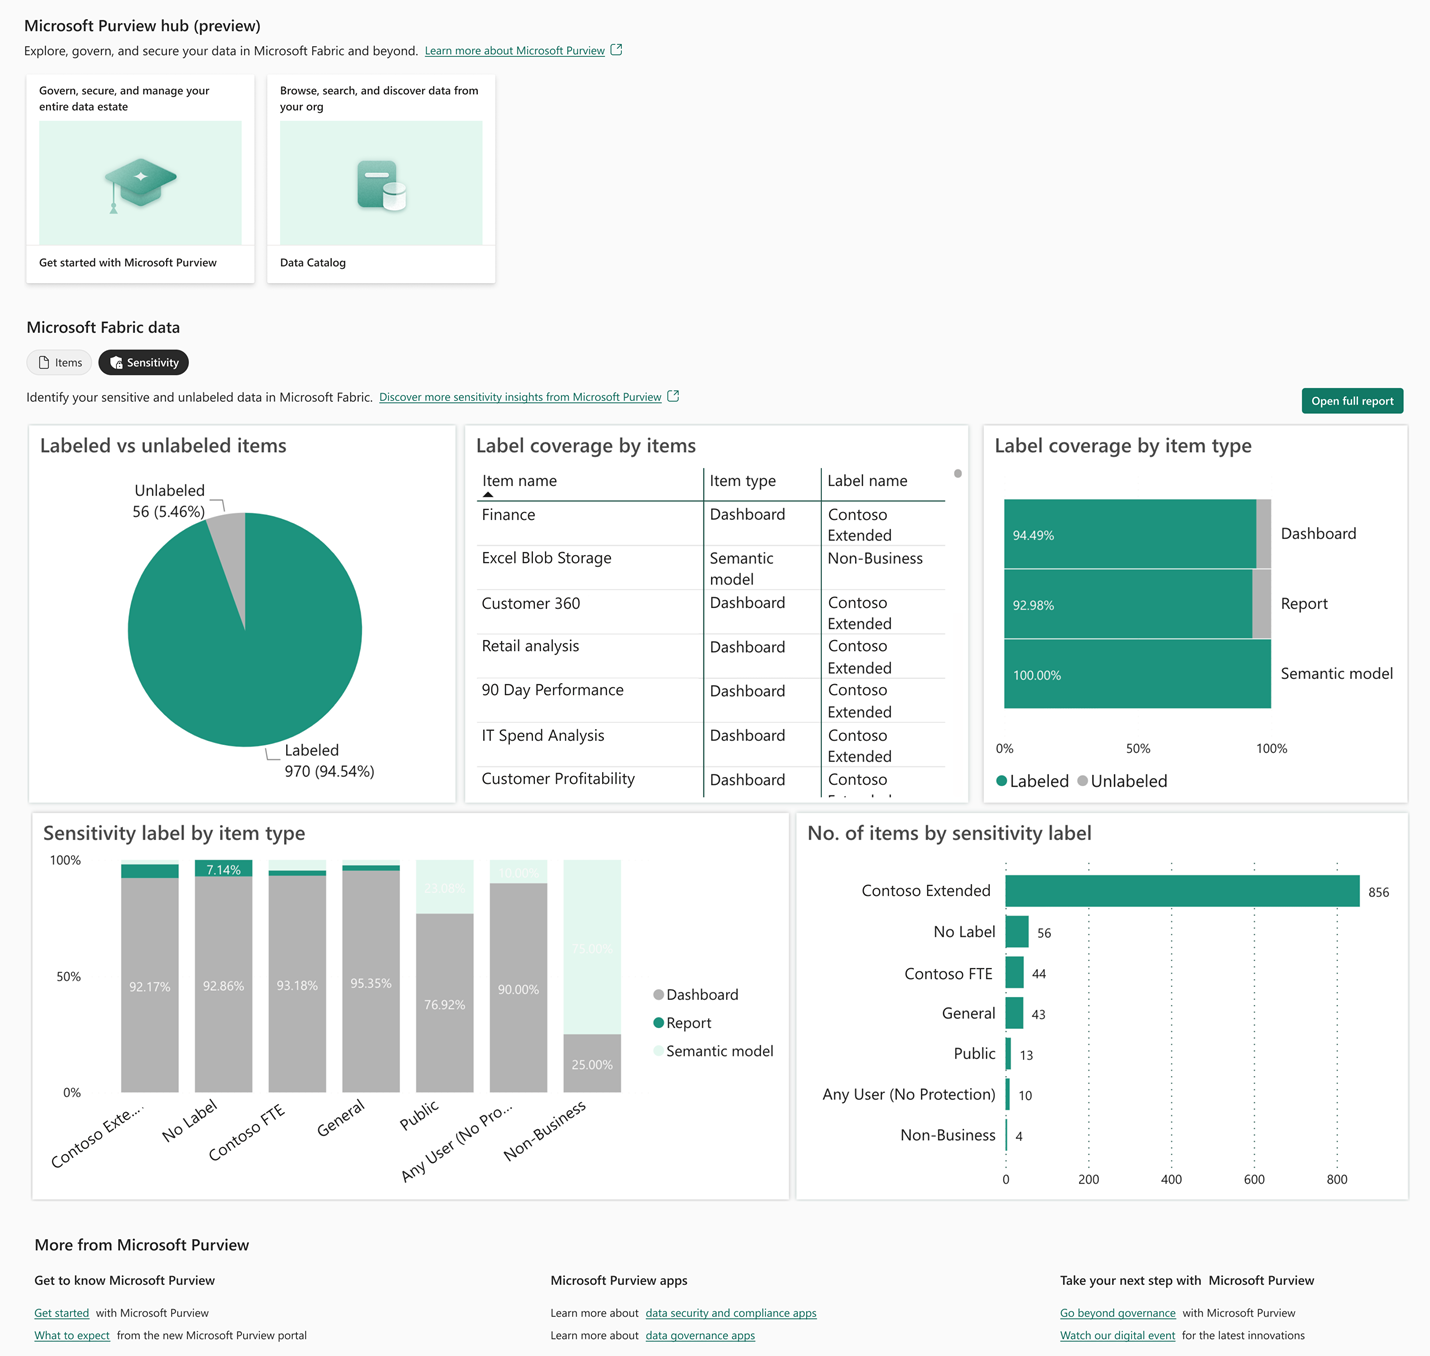 Microsoft Purview hub (preview)
Explore, govern, and secure your data in Microsoft Fabric and beyond. Learn more about Microsoft Purview
Govern, secure, and manage your
entire data estate
Get started with Microsoft Purview
Browse, search, and discover data from
your org
Data Catalog
Microsoft Fabric data
Items
Sensitivity
Identify your sensitive and unlabeled data in Microsoft Fabric. Discover more sensitivity insights from Microsoft Purview
Open full report
Labeled vs unlabeled items
Unlabeled
56 (5.46%)
Labeled
970 (94.54%)
Label coverage by items
Item name Item type Label name
Finance Dashboard Contoso
Extended
Excel Blob Storage Semantic Non-Business
model
Customer 360 Dashboard Contoso
Extended
Retail analysis Dashboard Contoso
Extended
90 Day Performance Dashboard Contoso
Extended
IT Spend Analysis Dashboard Contoso
Extended
Customer Profitability Dashboard Contoso
Label coverage by item type
94.49% Dashboard
92.98% Report
100.00% Semantic model
0% 50% 100%
Labeled Unlabeled
Sensitivity label by item type
100%
50%
0%
92.17%
7.14%
92.86%
93.18%
95.35%
23.08%
76.92%
10.00%
90.00%
75.00%
25.00%
Contoso Exte...
No Label
Contoso FTE
General
Public
Any User (No Pro...
Non-Business
Dashboard
Report
Semantic model
No. of items by sensitivity label
Contoso Extended 856
No Label 56
Contoso FTE 44
General 43
Public 13
Any User (No Protection) 10
Non-Business 4
0 200 400 600 800
More from Microsoft Purview
Get to know Microsoft Purview
Get started with Microsoft Purview
What to expect from the new Microsoft Purview portal
Microsoft Purview apps
Learn more about data security and compliance apps
Learn more about data governance apps
Take your next step with Microsoft Purview
Go beyond governance with Microsoft Purview
Watch our digital event for the latest innovations